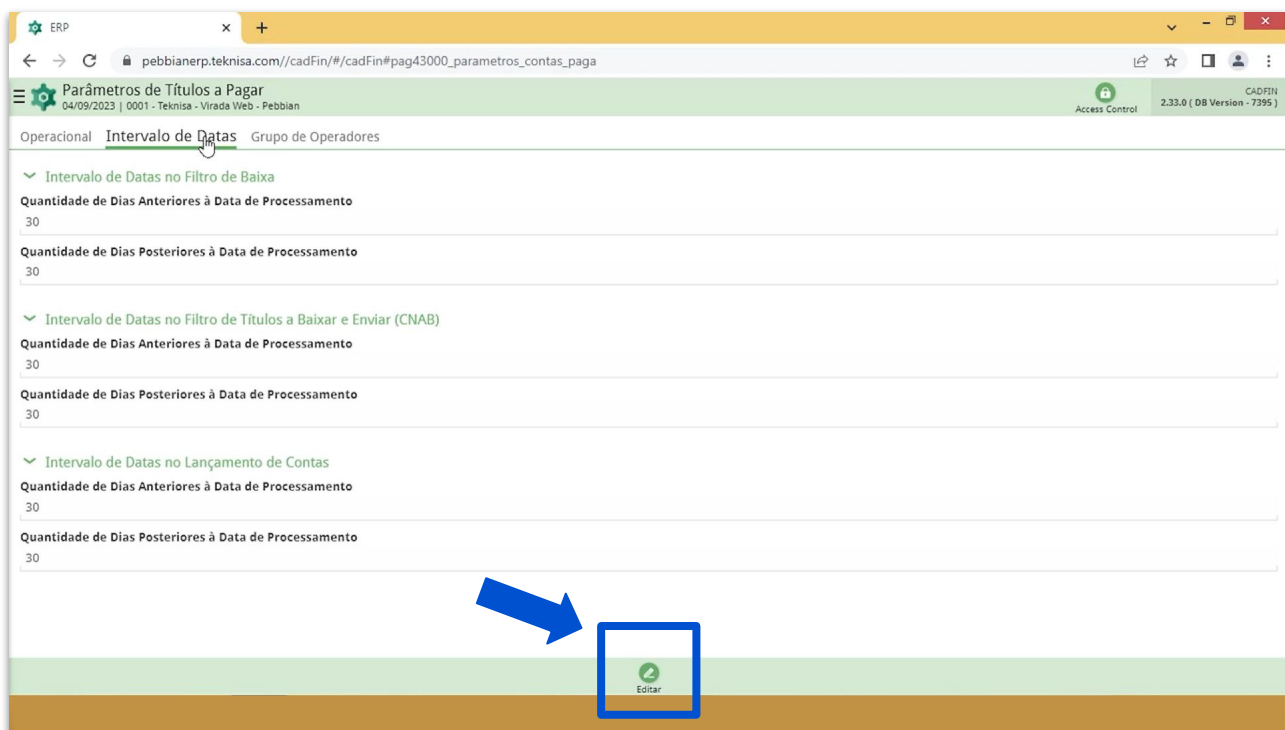 ERP
pebbianerp.teknisa.com//cadFin/#/cadFin#pag43000_parametros_contas_paga
Parâmetros de Títulos a Pagar
04/09/2023 | 0001 - Teknisa - Virada Web - Pebbian
Access Control
CADFIN
2.33.0 ( DB Version - 7395 )
Operacional Intervalo de Datas Grupo de Operadores
Intervalo de Datas no Filtro de Baixa
Quantidade de Dias Anteriores à Data de Processamento
30
Quantidade de Dias Posteriores à Data de Processamento
30
Intervalo de Datas no Filtro de Títulos a Baixar e Enviar (CNAB)
Quantidade de Dias Anteriores à Data de Processamento
30
Quantidade de Dias Posteriores à Data de Processamento
30
Intervalo de Datas no Lançamento de Contas
Quantidade de Dias Anteriores à Data de Processamento
30
Quantidade de Dias Posteriores à Data de Processamento
30
Editar